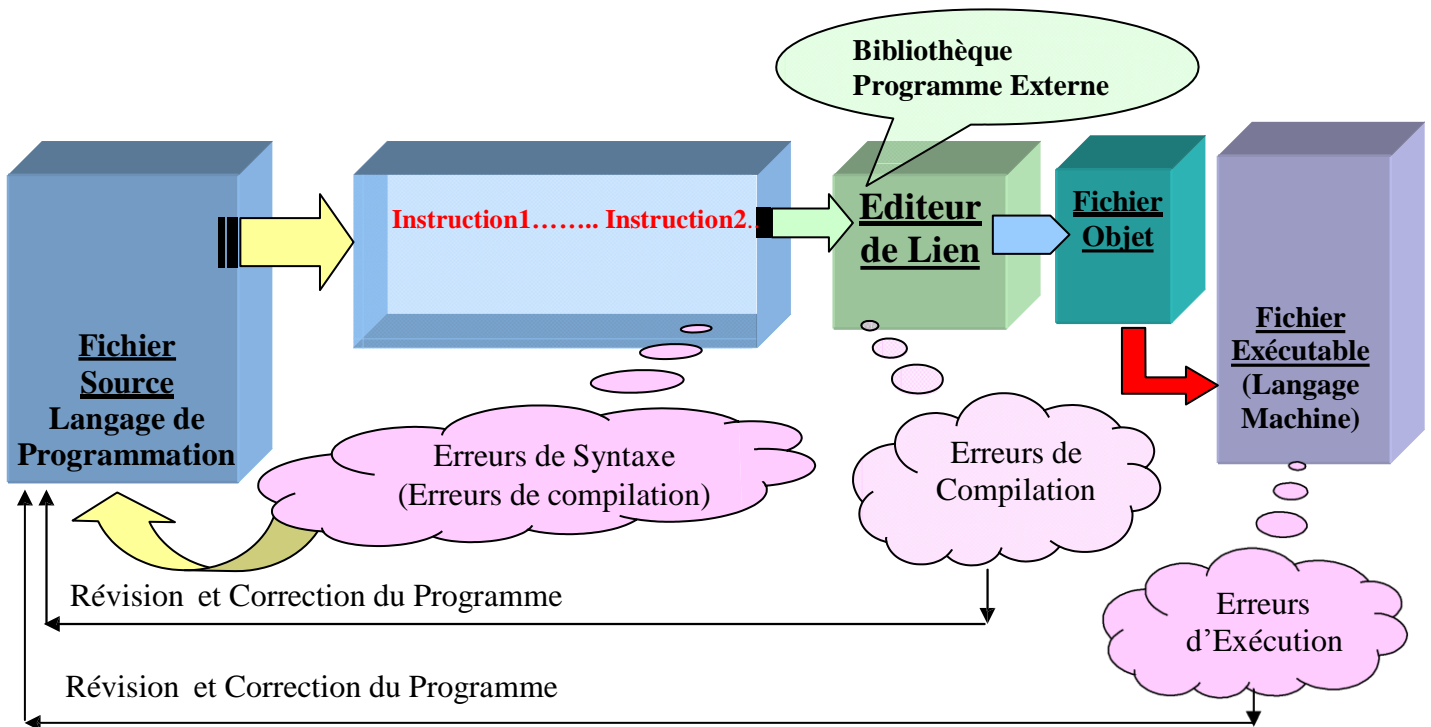 Bibliothèque
Programme Externe
Instruction1…….. Instruction2..
Editeur
de Lien
Fichier
Objet
Fichier
Source
Langage de
Programmation
Fichier
Exécutable
(Langage
Machine)
Erreurs de Syntaxe
(Erreurs de compilation)
Erreurs de
Compilation
Révision et Correction du Programme
Erreurs
d’Exécution
Révision et Correction du Programme